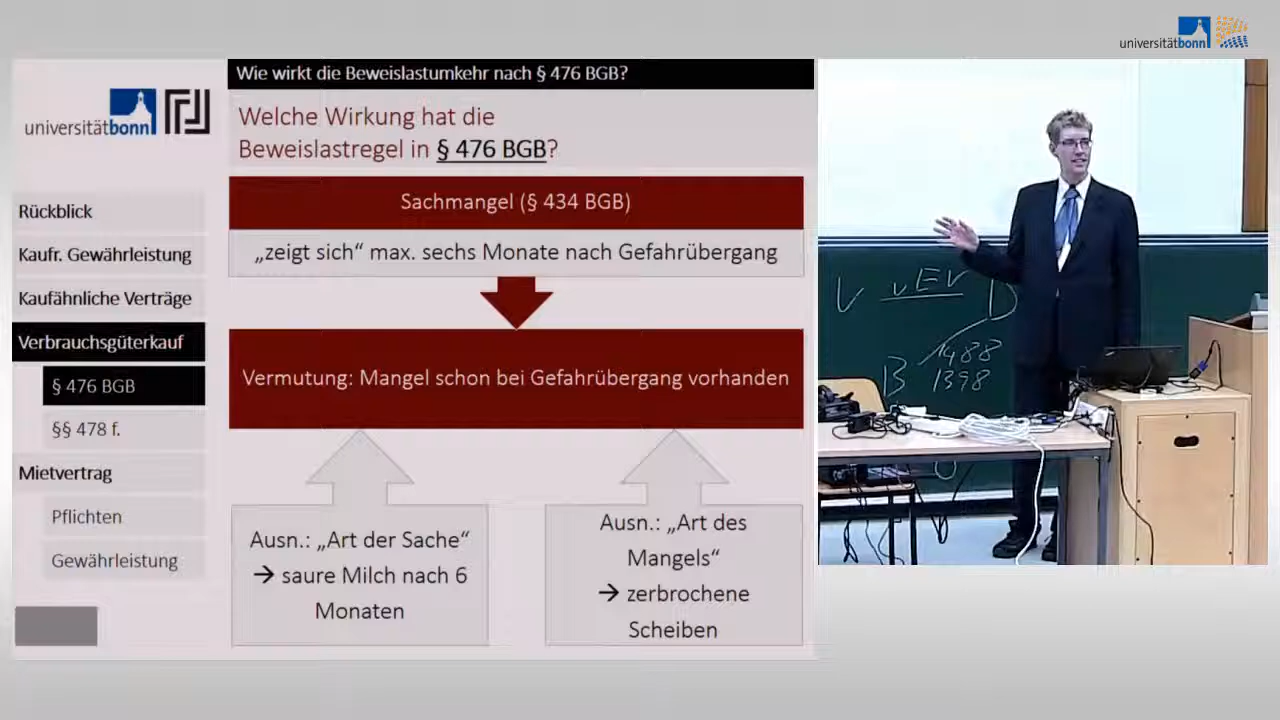 universitätbonn
Wie wirkt die Beweislastumkehr nach § 476 BGB?
universitätbonn
Welche Wirkung hat die
Beweislastregel in § 476 BGB?
Rückblick
Kaufr. Gewährleistung
Kaufähnliche Verträge
Verbrauchsgüterkauf
§ 476 BGB
§§ 478 f.
Mietvertrag
Pflichten
Gewährleistung
Sachmangel (§ 434 BGB)
„zeigt sich“ max. sechs Monate nach Gefahrübergang
Vermutung: Mangel schon bei Gefahrübergang vorhanden
Ausn.: „Art der Sache“
→ saure Milch nach 6
Monaten
Ausn.: „Art des
Mangels“
→ zerbrochene
Scheiben
V vEV D
B 1488
1398